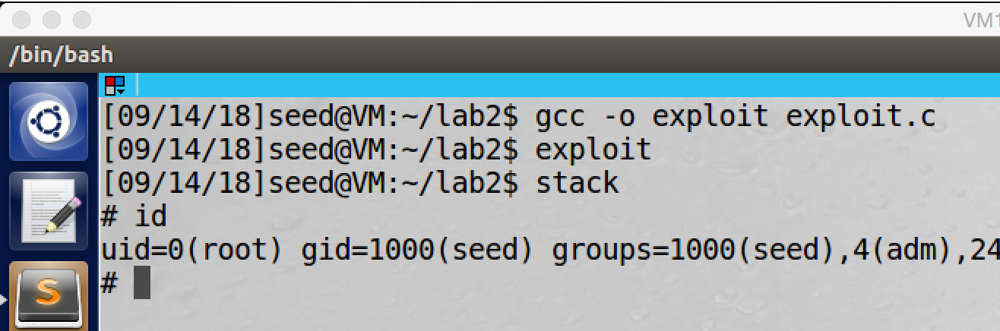 VM1
/bin/bash
[09/14/18]seed@VM:~/lab2$ gcc -o exploit exploit.c
[09/14/18]seed@VM:~/lab2$ exploit
[09/14/18]seed@VM:~/lab2$ stack
# id
uid=0(root) gid=1000(seed) groups=1000(seed),4(adm),24
#